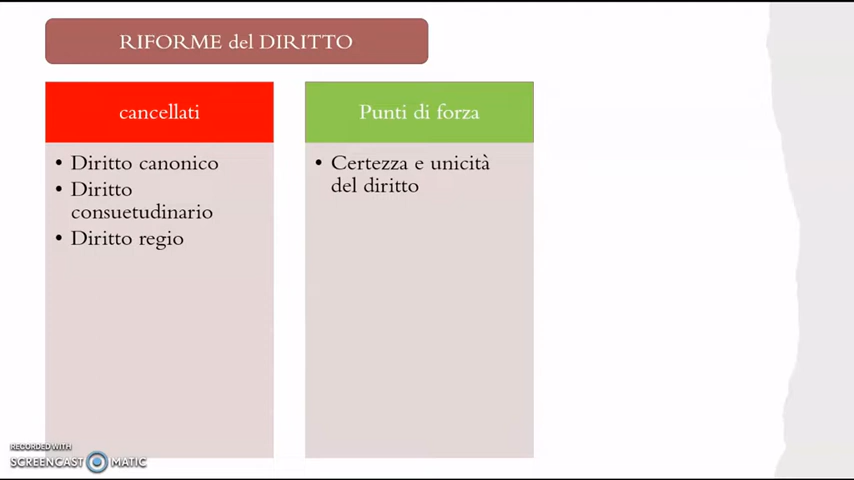 RIFORME del DIRITTO
cancellati
• Diritto canonico
• Diritto
consuetudinario
• Diritto regio
Punti di forza
• Certezza e unicità
del diritto
RECORDED WITH
SCREENCAST MATIC